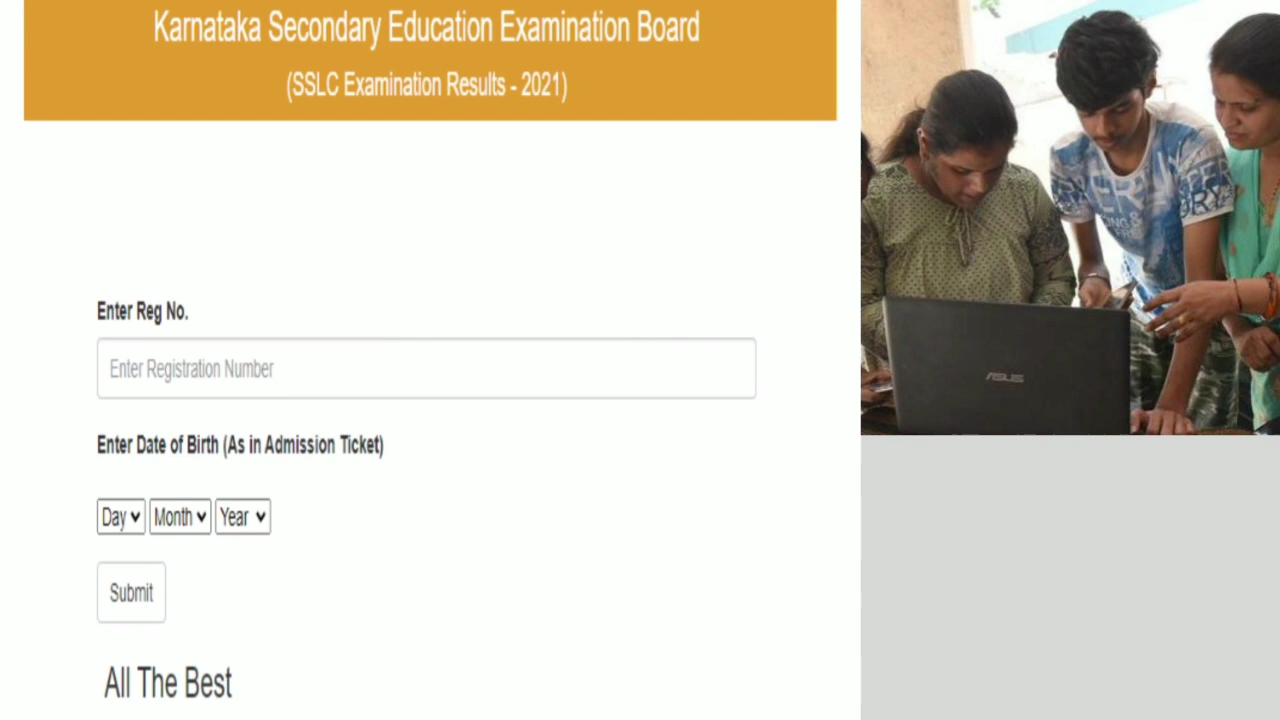 Karnataka Secondary Education Examination Board
(SSLC Examination Results - 2021)
Enter Reg No.
Enter Registration Number
Enter Date of Birth (As in Admission Ticket)
Day Month Year
Submit
All The Best
ASUS